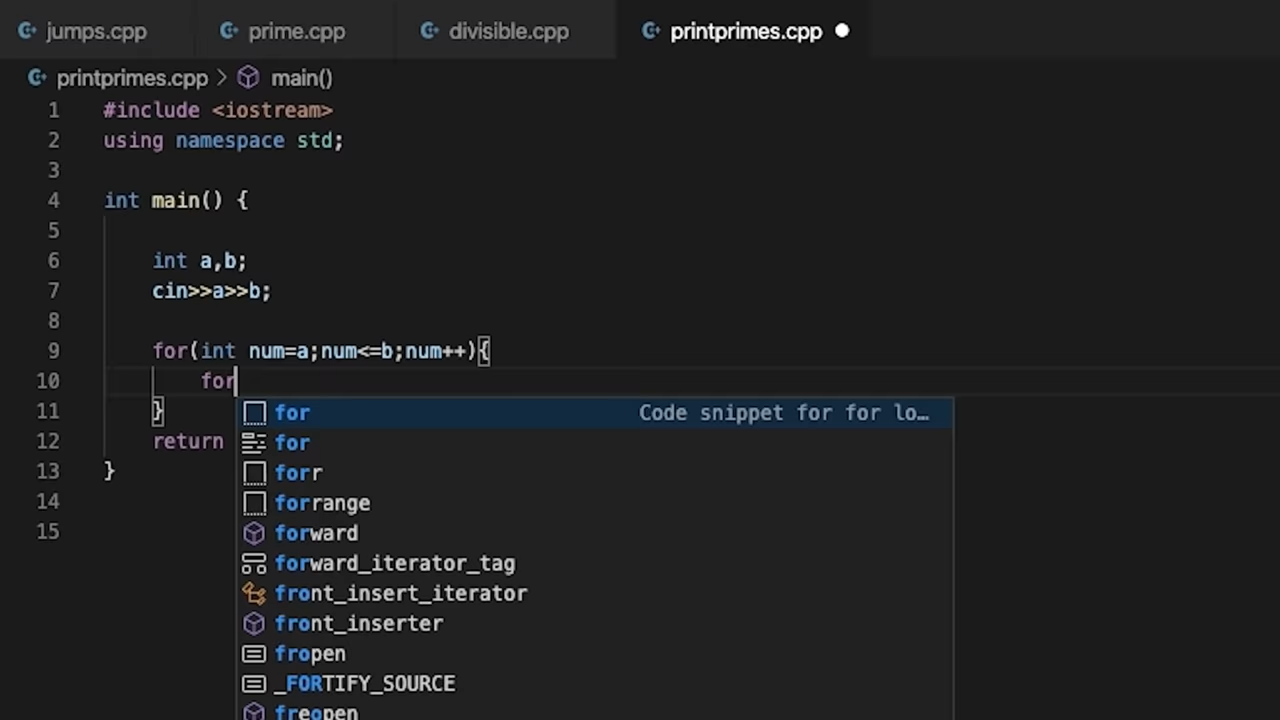 jumps.cpp prime.cpp divisible.cpp printprimes.cpp
printprimes.cpp > main()
1 #include <iostream>
2 using namespace std;
3
4 int main() {
5
6 int a,b;
7 cin>>a>>b;
8
9 for(int num=a;num<=b;num++){
10 for
11 }
12 return
13 }
14
15
for Code snippet for for lo…
for
forr
forrange
forward
forward_iterator_tag
front_insert_iterator
front_inserter
fropen
_FORTIFY_SOURCE
freopen